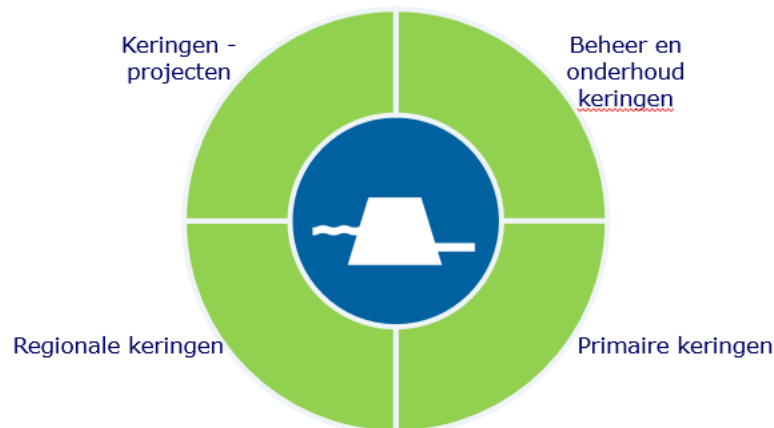 Keringen -
projecten
Beheer en
onderhoud
keringen
Regionale keringen
Primaire keringen